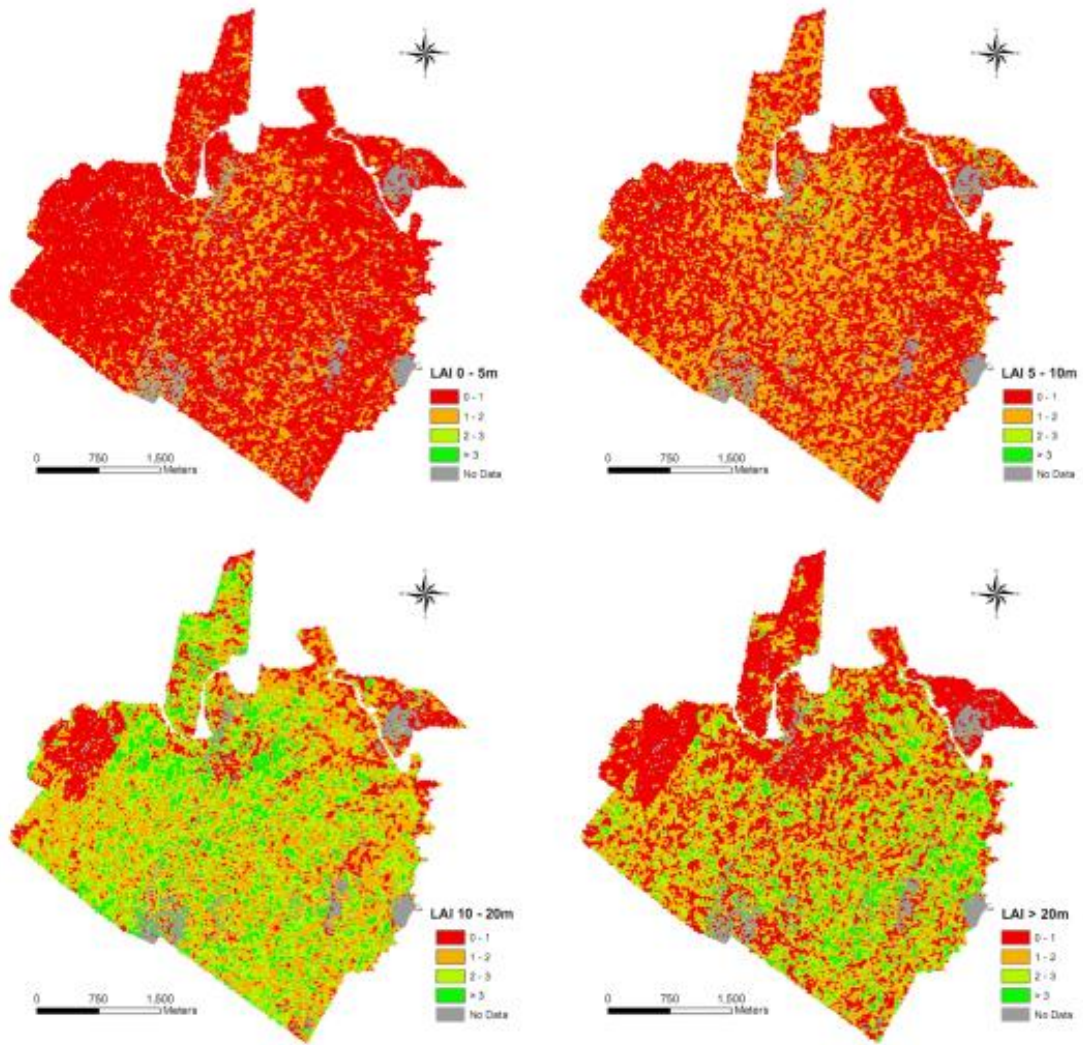 LAI 0 - 5m
0 - 1
1 - 2
2 - 3
> 3
No Data
0 750 1,500
Meters
LAI 5 - 10m
0 - 1
1 - 2
2 - 3
> 3
No Data
0 750 1,500
Meters
LAI 10 - 20m
0 - 1
1 - 2
2 - 3
> 3
No Data
0 750 1,500
Meters
LAI > 20m
0 - 1
1 - 2
2 - 3
> 3
No Data
0 750 1,500
Meters